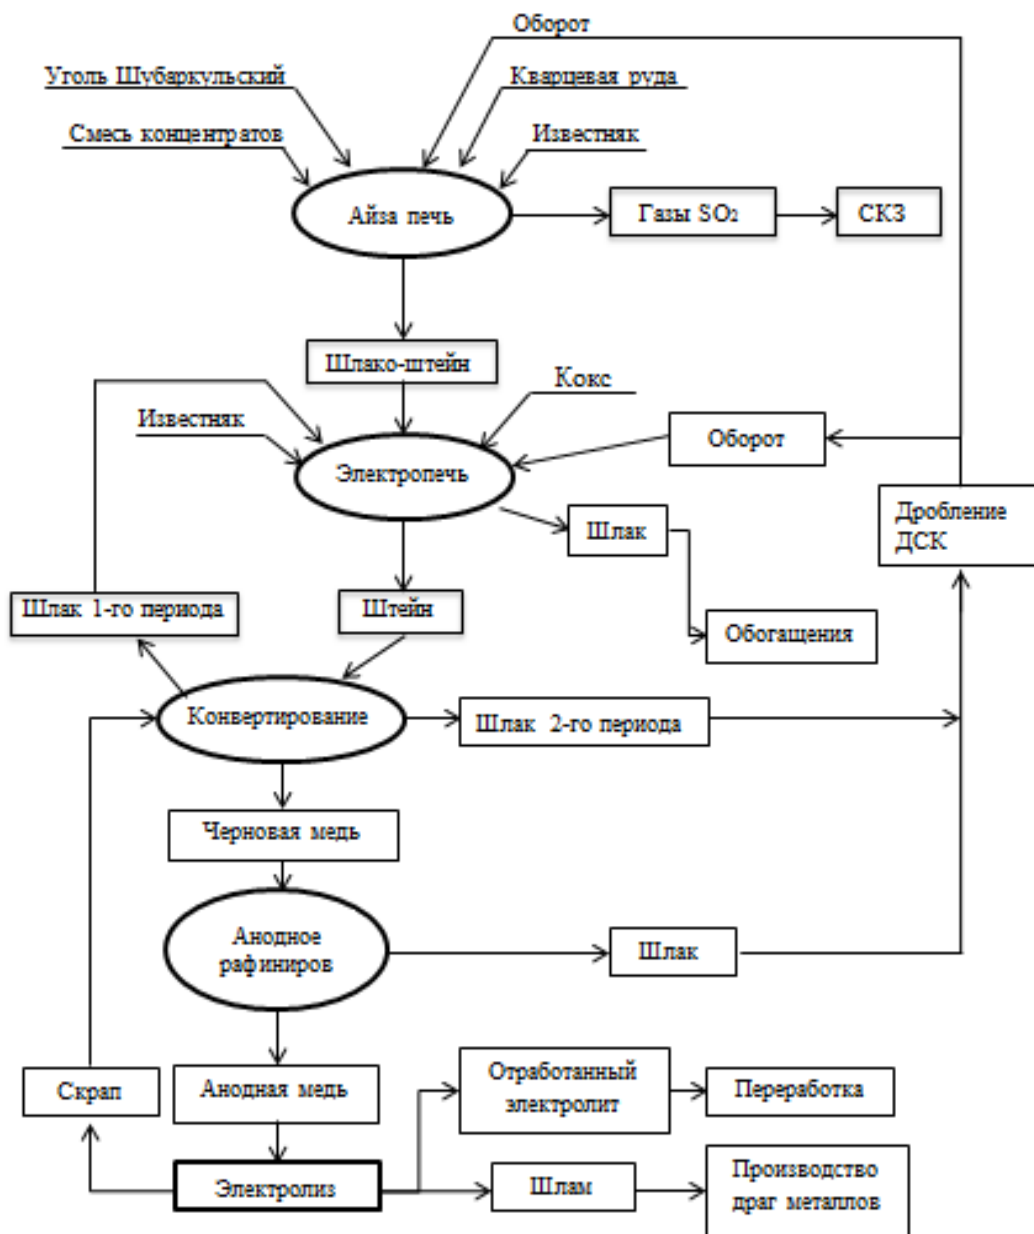 Оборот
Уголь Шубаркульский
Кварцевая руда
Смесь концентратов
Известняк
Айза печь
Газы SO₂
СКЗ
Шлако-штейн
Кокс
Известняк
Оборот
Электропечь
Дробление
ДСК
Шлак
Шлак 1-го периода
Штейн
Обогащения
Конвертирование
Шлак 2-го периода
Черновая медь
Анодное
рафиниров
Шлак
Скрап
Анодная медь
Отработанный
электролит
Переработка
Электролиз
Шлам
Производство
драг металлов